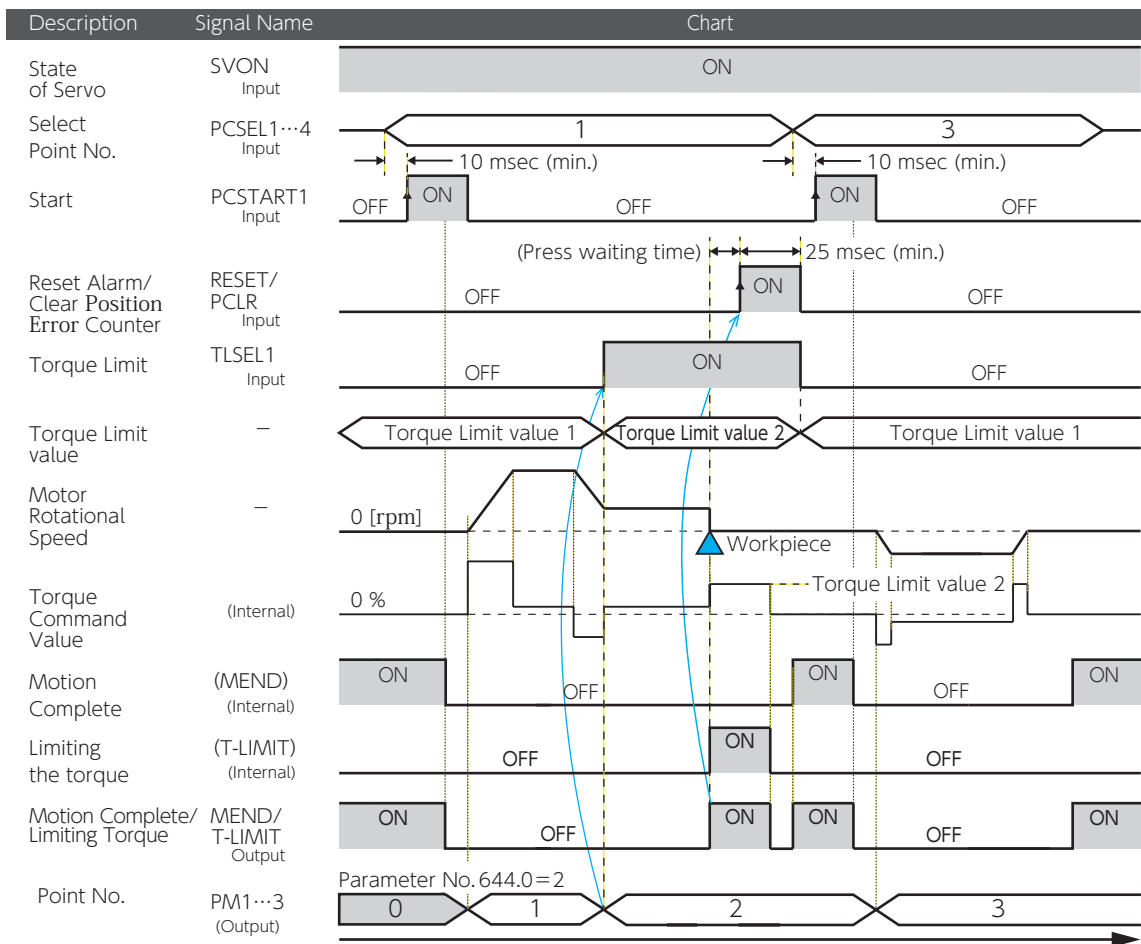 Description Signal Name Chart
State of Servo SVON Input ON
Select Point No. PCSEL1…4 Input 1 3
10 msec (min.) 10 msec (min.)
Start PCSTART1 Input OFF ON OFF ON OFF
(Press waiting time) 25 msec (min.)
Reset Alarm/ Clear Position Error Counter RESET/ PCLR Input OFF ON OFF
Torque Limit TLSEL1 Input OFF ON OFF
Torque Limit value – Torque Limit value 1 Torque Limit value 2 Torque Limit value 1
Motor Rotational Speed – 0 [rpm]
Workpiece
Torque Command Value (Internal) 0 % Torque Limit value 2
Motion Complete (MEND) (Internal) ON OFF ON OFF ON
Limiting the torque (T-LIMIT) (Internal) OFF ON OFF
Motion Complete/ Limiting Torque MEND/ T-LIMIT Output ON OFF ON ON OFF ON
Parameter No. 644.0=2
Point No. PM1…3 (Output) 0 1 2 3